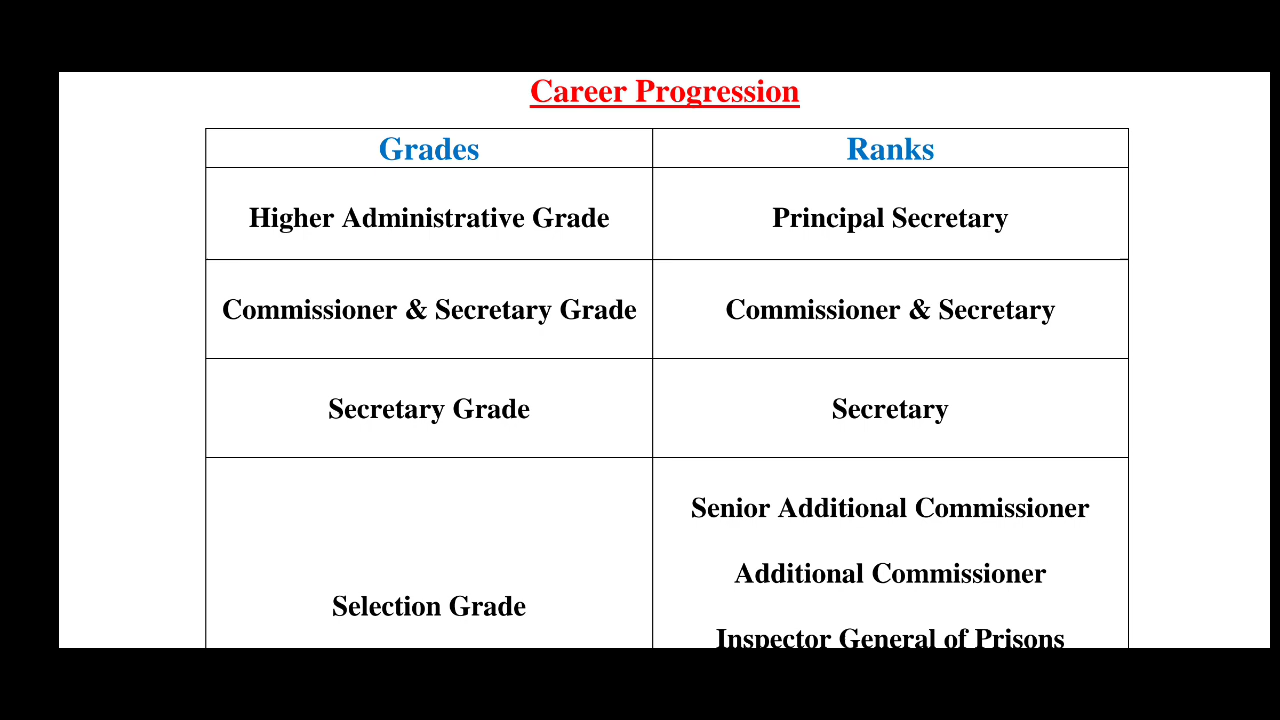 Career Progression
Grades Ranks
Higher Administrative Grade Principal Secretary
Commissioner & Secretary Grade Commissioner & Secretary
Secretary Grade Secretary
Selection Grade
Senior Additional Commissioner
Additional Commissioner
Inspector General of Prisons